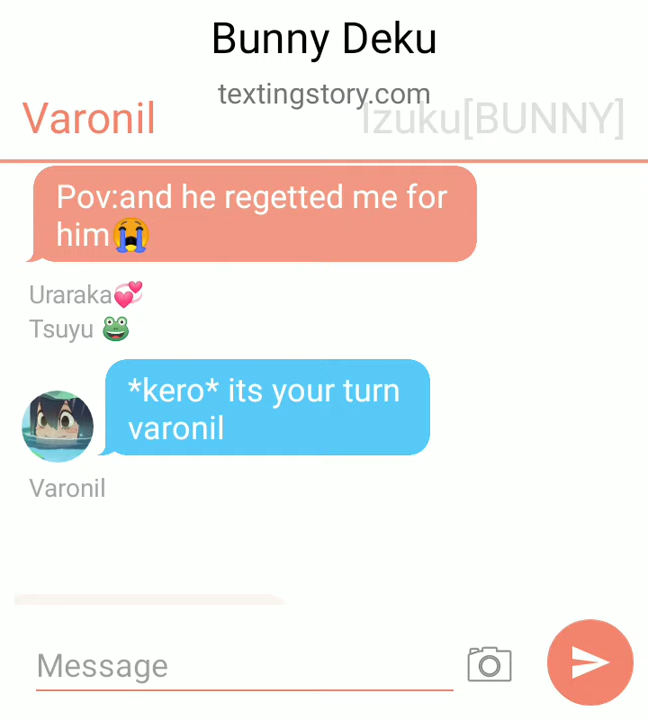 Bunny Deku
textingstory.com
Varonil
Izuku[BUNNY]
Pov:and he regetted me for
him😭
Uraraka💞
Tsuyu 🐸
*kero* its your turn
varonil
Varonil
Message